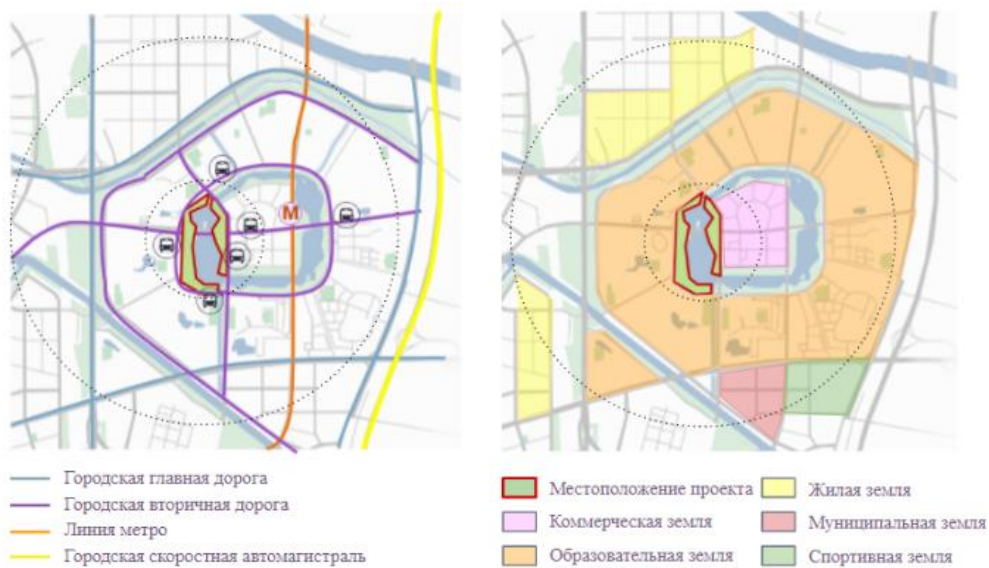 M
Городская главная дорога
Городская вторичная дорога
Линия метро
Городская скоростная автомагистраль
Местоположение проекта
Жилая земля
Коммерческая земля
Муниципальная земля
Образовательная земля
Спортивная земля